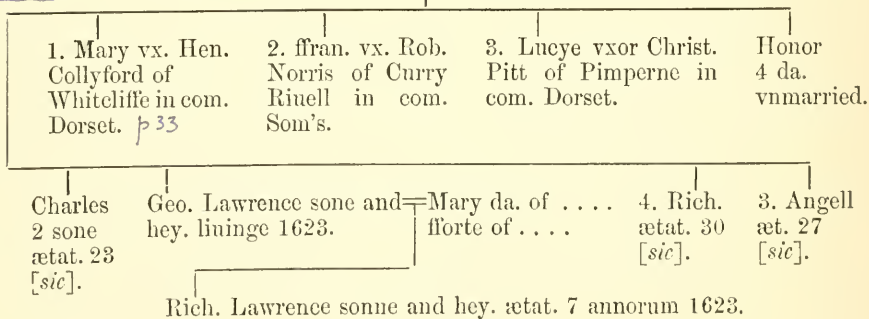 1. Mary vx. Hen.
Collyford of
Whitcliffe in com.
Dorset. p 33
2. ffran. vx. Rob.
Norris of Curry
Riuell in com.
Som's.
3. Lucye vxor Christ.
Pitt of Pimperne in
com. Dorset.
Honor
4 da.
vnmarried.
Charles
2 sone
ætat. 23
[sic].
Geo. Lawrence sone and
hey. liuinge 1623.
Mary da. of ....
fforte of ....
4. Rich.
ætat. 30
[sic].
3. Angell
æt. 27
[sic].
Rich. Lawrence sonne and hey. ætat. 7 annorum 1623.